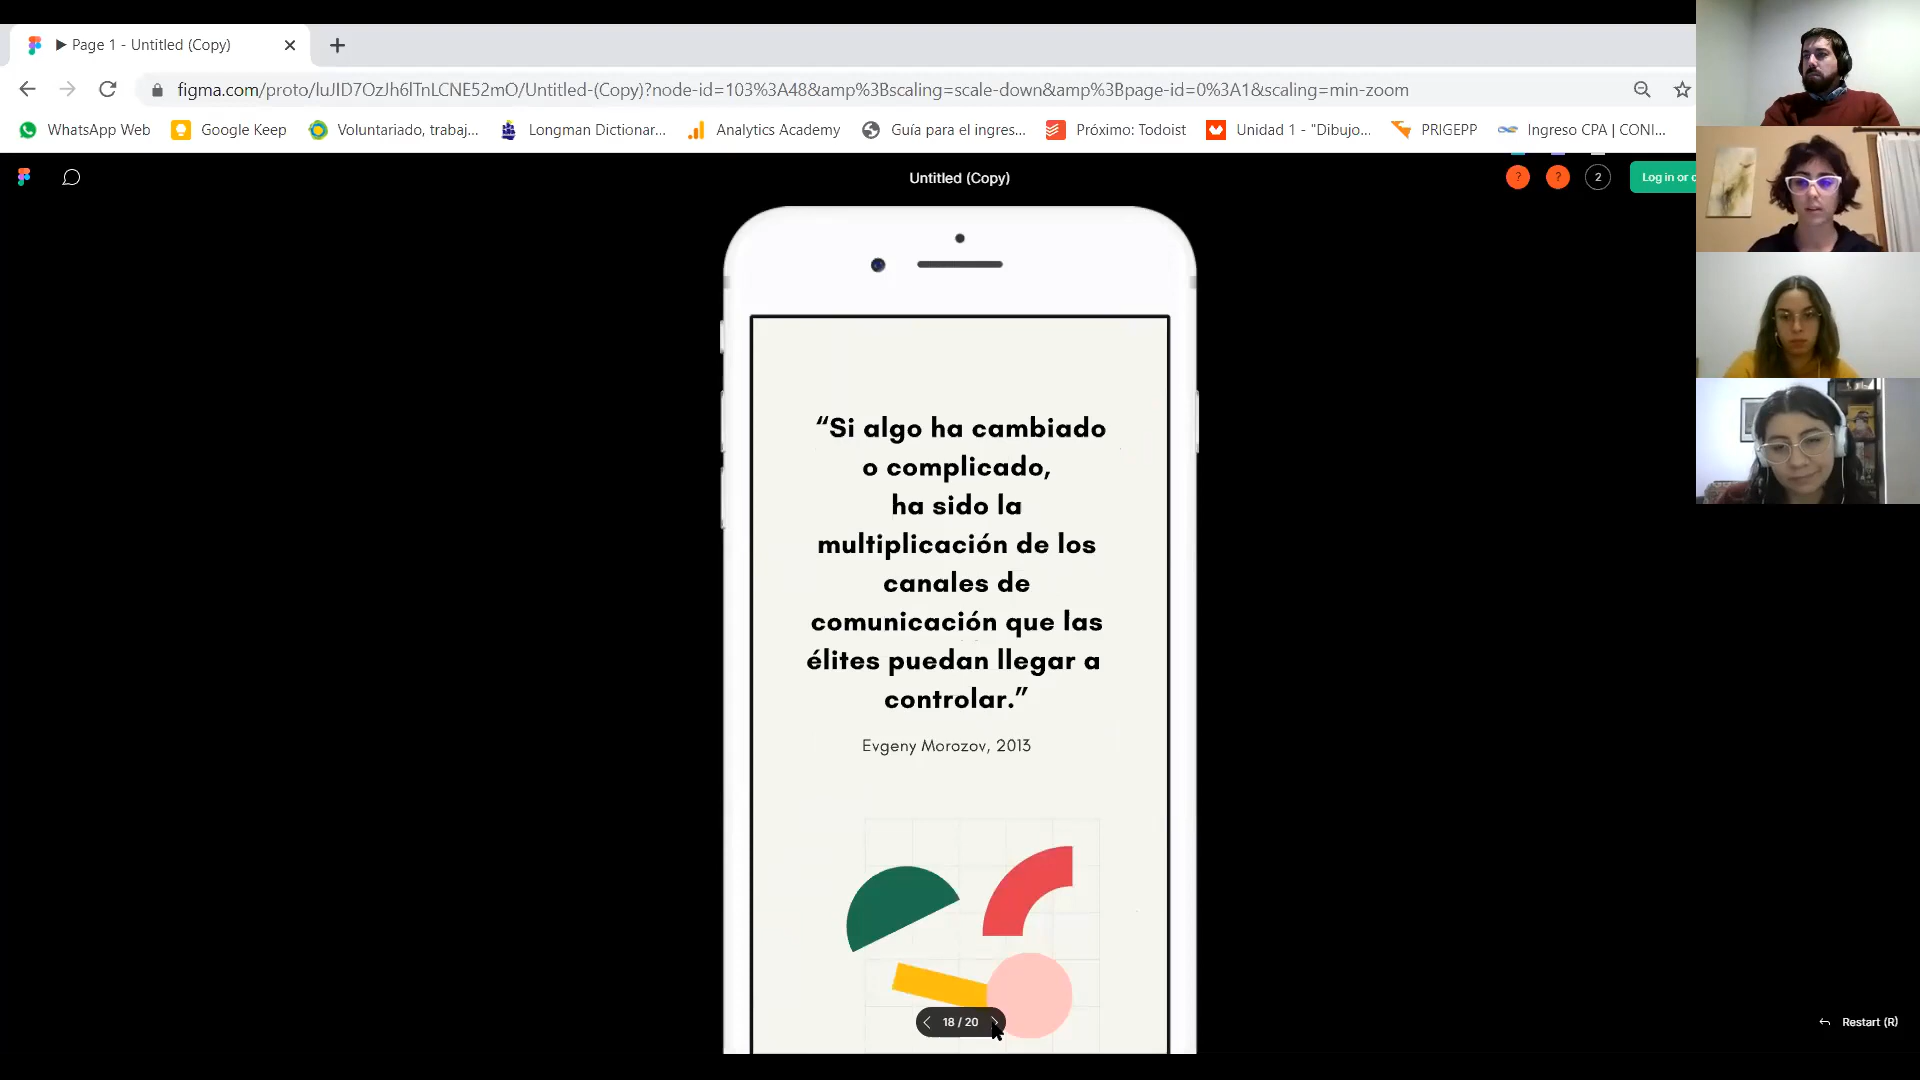 Page 1 - Untitled (Copy)
figma.com/proto/luJID7OzJh6lTnLCNE52mO/Untitled-(Copy)?node-id=103%3A48&amp%3Bscaling=scale-down&amp%3Bpage-id=0%3A1&scaling=min-zoom
WhatsApp Web Google Keep Voluntariado, trabaj... Longman Dictionar... Analytics Academy Guía para el ingres... Próximo: Todoist Unidad 1 - "Dibujo... PRIGEPP Ingreso CPA | CONI...
Untitled (Copy) ? ? 2 Log in or c
“Si algo ha cambiado
o complicado,
ha sido la
multiplicación de los
canales de
comunicación que las
élites puedan llegar a
controlar.”
Evgeny Morozov, 2013
18 / 20
Restart (R)